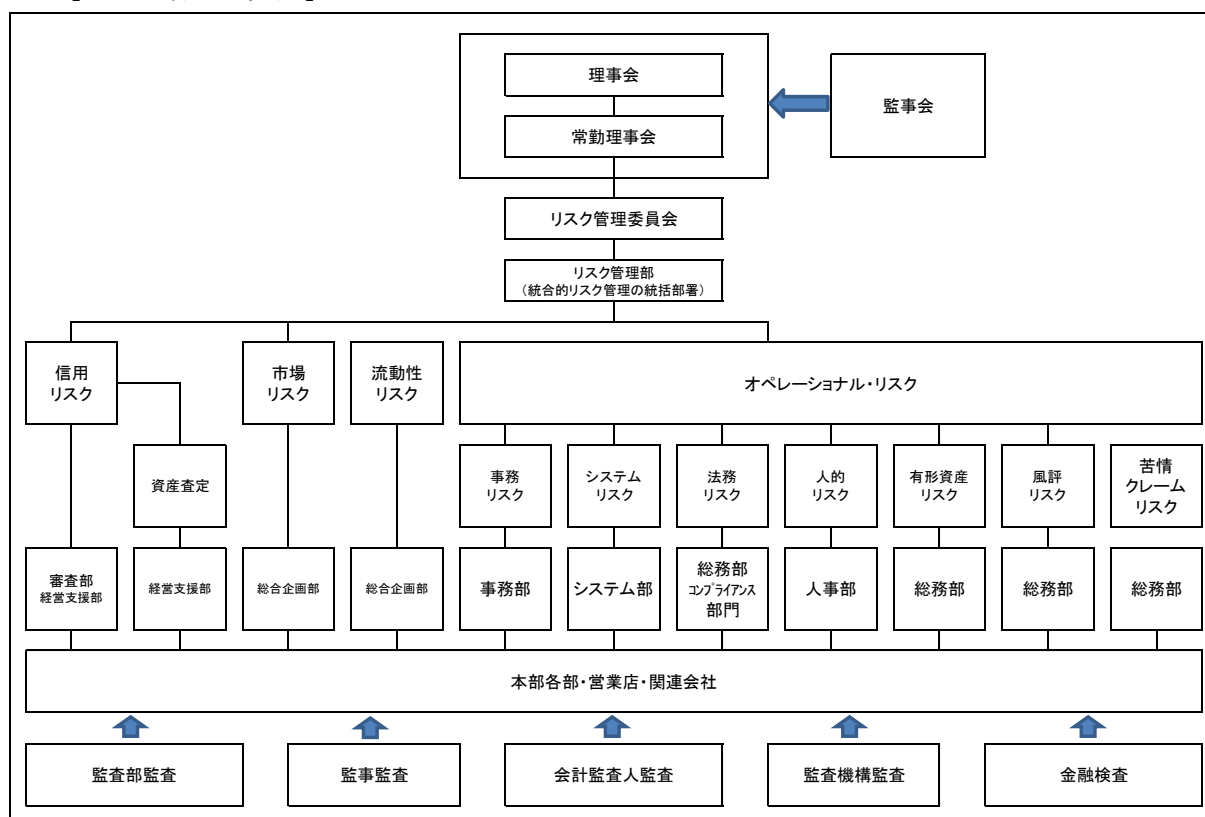 理事会
監事会
常勤理事会
リスク管理委員会
リスク管理部
(統合的リスク管理の統括部署)
信用
リスク
市場
リスク
流動性
リスク
オペレーショナル・リスク
資産査定
事務
リスク
システム
リスク
法務
リスク
人的
リスク
有形資産
リスク
風評
リスク
苦情
クレーム
リスク
審査部
経営支援部
経営支援部
総合企画部
総合企画部
事務部
システム部
総務部
コンプライアンス
部門
人事部
総務部
総務部
総務部
本部各部・営業店・関連会社
監査部監査
監事監査
会計監査人監査
監査機構監査
金融検査